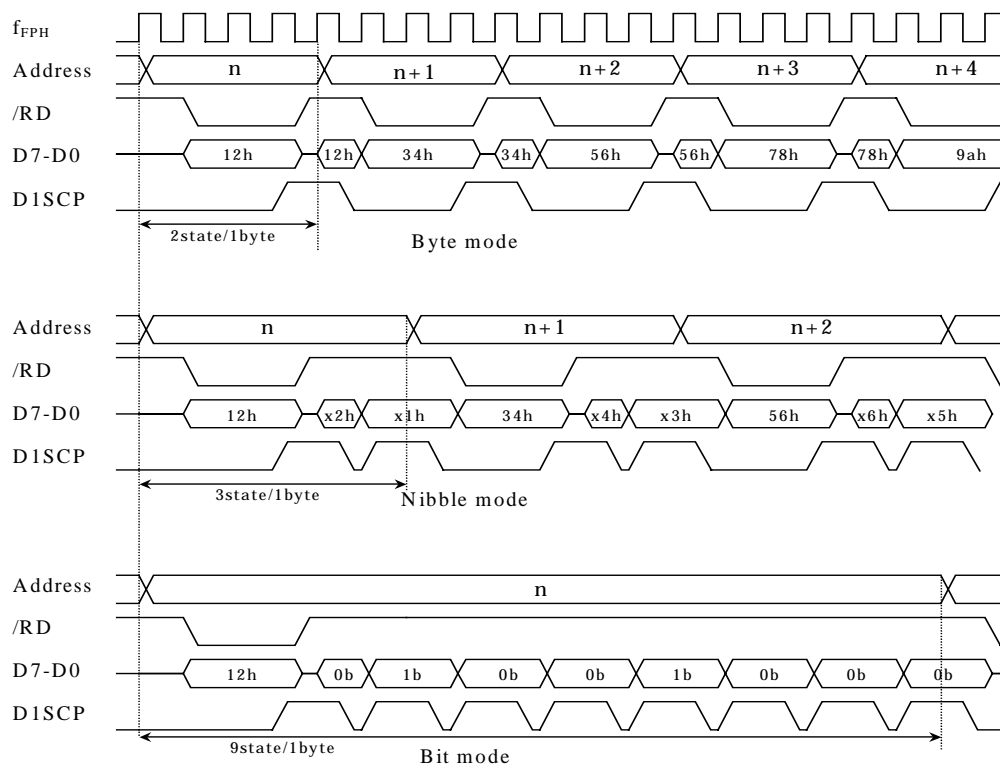 fFPH
Address n n+1 n+2 n+3 n+4
/RD
D7-D0 12h 12h 34h 34h 56h 56h 78h 78h 9ah
D1SCP
2state/1byte
Byte mode
Address n n+1 n+2
/RD
D7-D0 12h x2h x1h 34h x4h x3h 56h x6h x5h
D1SCP
3state/1byte
Nibble mode
Address n
/RD
D7-D0 12h 0b 1b 0b 0b 1b 0b 0b 0b
D1SCP
9state/1byte
Bit mode